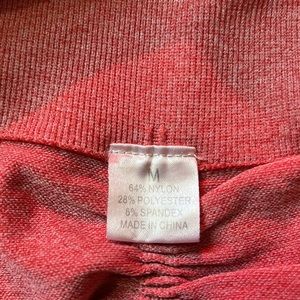 M
64% NYLON
28% POLYESTER
8% SPANDEX
MADE IN CHINA